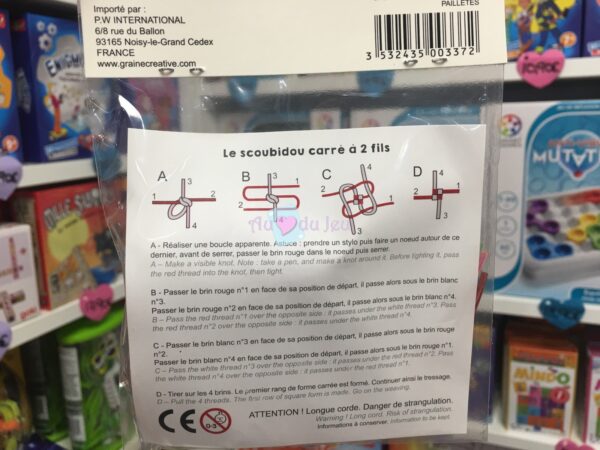 PAILLETÉS
Importé par :
P.W INTERNATIONAL
6/8 rue du Ballon
93165 Noisy-le-Grand Cedex
FRANCE
www.grainecreative.com
3 532435 003372
Le scoubidou carré à 2 fils
A B C D
A - Réaliser une boucle apparente. Astuce : prendre un stylo puis faire un noeud autour de ce
dernier, avant de serrer, passer le brin rouge dans le noeud puis serrer.
A – Make a visible knot. Note : take a pen, and make a knot around it. Before tighting it, pass
the red thread into the knot, then tight.
B - Passer le brin rouge n°1 en face de sa position de départ, il passe alors sous le brin blanc
n°3.
Passer le brin rouge n°2 en face de sa position de départ, il passe alors sous le brin blanc n°4.
B – Pass the red thread n°1 over the opposite side : it passes under the white thread n°3. Pass
the red thread n°2 over the opposite side : it passes under the white thread n°4.
C - Passer le brin blanc n°3 en face de sa position de départ, il passe alors sous le brin rouge
n°2.
Passer le brin blanc n°4 en face de sa position de départ, il passe alors sous le brin rouge n°1.
C – Pass the white thread n°3 over the opposite side : it passes under the red thread n°2. Pass
the white thread n°4 over the opposite side : it passes under the red thread n°1.
D - Tirer sur les 4 brins. Le premier rang de forme carrée est formé. Continuer ainsi le tressage.
D – Pull the 4 threads. The first row of square form is made. Go on the weaving.
CE 0-3
ATTENTION ! Longue corde. Danger de strangulation.
Warning ! Long cord. Risk of strangulation.
Informations à conserver. Information to keep.
Au du Jeu
MUTATI
MINDO